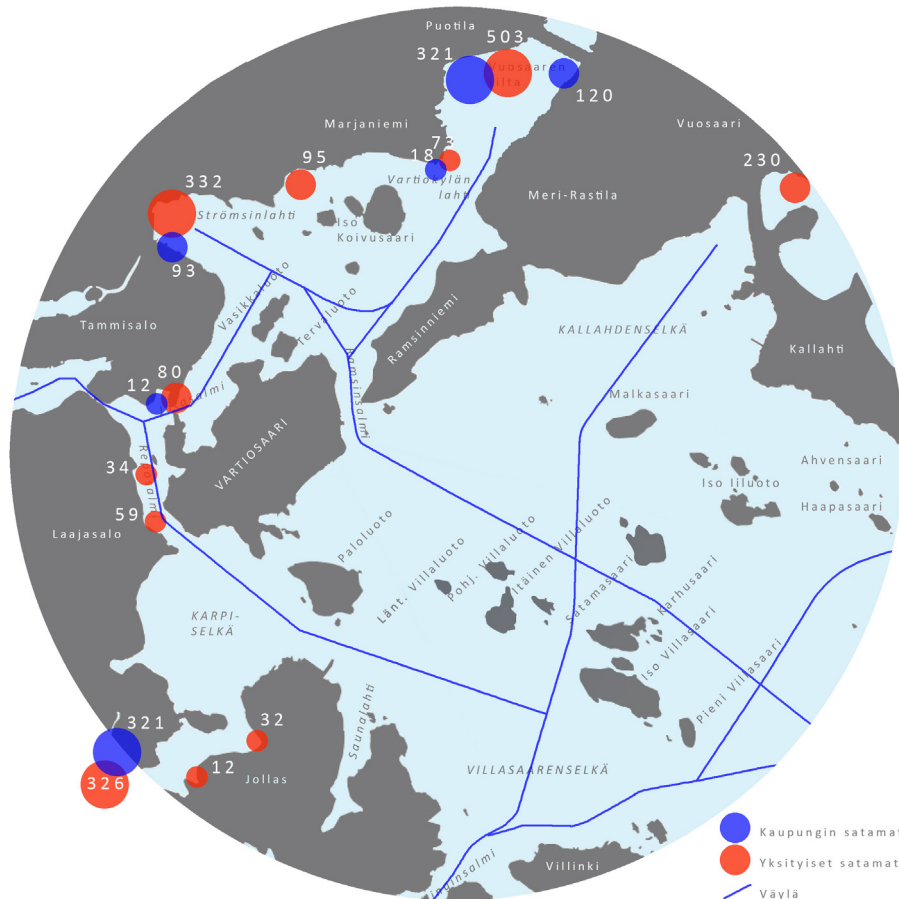 Puotila
503
321
Vuosaaren
silta
120
Marjaniemi
Vuosaari
73
18
95
230
Vartiokylän
lahti
332
Meri-Rastila
Strömsinlahti
Iso
Koivusaari
93
Vasikkaluoto
Tervaluoto
Tammisalo
Ramsinniemi
KALLAHDENSELKÄ
Kallahti
Ramsinsalmi
80
12
Malkasaari
VARTIOSAARI
34
Ahvensaari
Iso Iiluoto
Haapasaari
59
Laajasalo
Paloluoto
Länt. Villaluoto
Pohj. Villaluoto
Itäinen Villaluoto
Satamasaari
Karhusaari
Iso Villasaari
Pieni Villasaari
KARPI-
SELKÄ
321
32
Saunalahti
326
12
Jollas
VILLASAARENSELKÄ
Villinki
Kaupungin satamat
Yksityiset satamat
Väylä